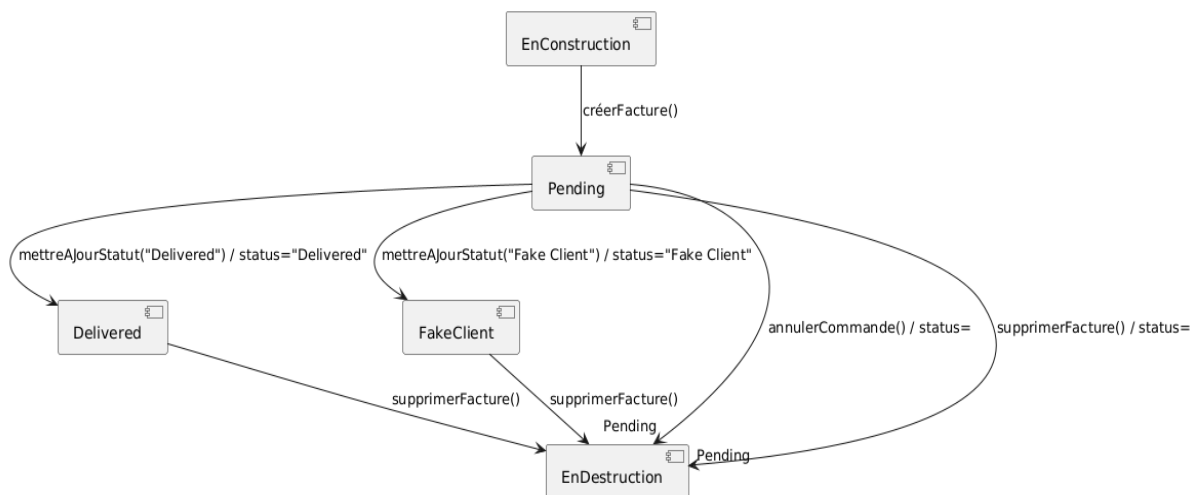 EnConstruction
créerFacture()
Pending
mettreAJourStatut("Delivered") / status="Delivered"
mettreAJourStatut("Fake Client") / status="Fake Client"
Delivered
FakeClient
annulerCommande() / status=
supprimerFacture() / status=
supprimerFacture()
supprimerFacture()
Pending
Pending
EnDestruction